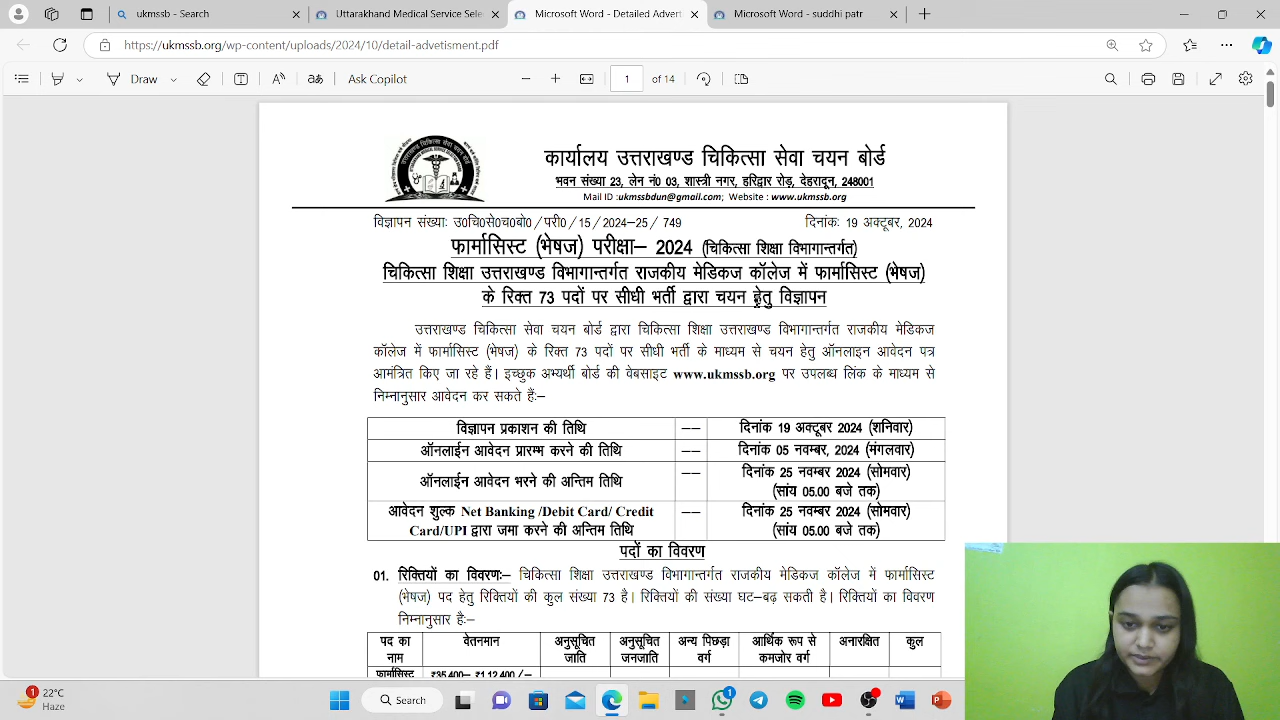 ukmssb - Search
Uttarakhand Medical Service Sele
Microsoft Word - Detailed Advert
Microsoft Word - suddhi patr
https://ukmssb.org/wp-content/uploads/2024/10/detail-advetisment.pdf
Draw
Ask Copilot
1 of 14
कार्यालय उत्तराखण्ड चिकित्सा सेवा चयन बोर्ड
भवन संख्या 23, लेन नं0 03, शास्त्री नगर, हरिद्वार रोड़, देहरादून, 248001
Mail ID :ukmssbdun@gmail.com; Website : www.ukmssb.org
विज्ञापन संख्याः उ0चि0से0च0बो0/परी0/15/2024–25/749 दिनांकः 19 अक्टूबर, 2024
फार्मासिस्ट (भेषज) परीक्षा– 2024 (चिकित्सा शिक्षा विभागान्तर्गत)
चिकित्सा शिक्षा उत्तराखण्ड विभागान्तर्गत राजकीय मेडिकज कॉलेज में फार्मासिस्ट (भेषज)
के रिक्त 73 पदों पर सीधी भर्ती द्वारा चयन हेतु विज्ञापन
उत्तराखण्ड चिकित्सा सेवा चयन बोर्ड द्वारा चिकित्सा शिक्षा उत्तराखण्ड विभागान्तर्गत राजकीय मेडिकज
कॉलेज में फार्मासिस्ट (भेषज) के रिक्त 73 पदों पर सीधी भर्ती के माध्यम से चयन हेतु ऑनलाइन आवेदन पत्र
आमंत्रित किए जा रहे हैं। इच्छुक अभ्यर्थी बोर्ड की वेबसाइट www.ukmssb.org पर उपलब्ध लिंक के माध्यम से
निम्नानुसार आवेदन कर सकते हैंः–
विज्ञापन प्रकाशन की तिथि –– दिनांक 19 अक्टूबर 2024 (शनिवार)
ऑनलाईन आवेदन प्रारम्भ करने की तिथि –– दिनांक 05 नवम्बर, 2024 (मंगलवार)
ऑनलाईन आवेदन भरने की अन्तिम तिथि –– दिनांक 25 नवम्बर 2024 (सोमवार)
(सांय 05.00 बजे तक)
आवेदन शुल्क Net Banking /Debit Card/ Credit –– दिनांक 25 नवम्बर 2024 (सोमवार)
Card/UPI द्वारा जमा करने की अन्तिम तिथि (सांय 05.00 बजे तक)
पदों का विवरण
01. रिक्तियों का विवरणः– चिकित्सा शिक्षा उत्तराखण्ड विभागान्तर्गत राजकीय मेडिकज कॉलेज में फार्मासिस्ट
(भेषज) पद हेतु रिक्तियों की कुल संख्या 73 है। रिक्तियों की संख्या घट–बढ़ सकती है। रिक्तियों का विवरण
निम्नानुसार हैः–
पद का वेतनमान अनुसूचित अनुसूचित अन्य पिछड़ा आर्थिक रूप से अनारक्षित कुल
नाम जाति जनजाति वर्ग कमजोर वर्ग
फार्मासिस्ट ₹35,400– ₹1,12,400 /–
1
22°C
Haze
Search
1